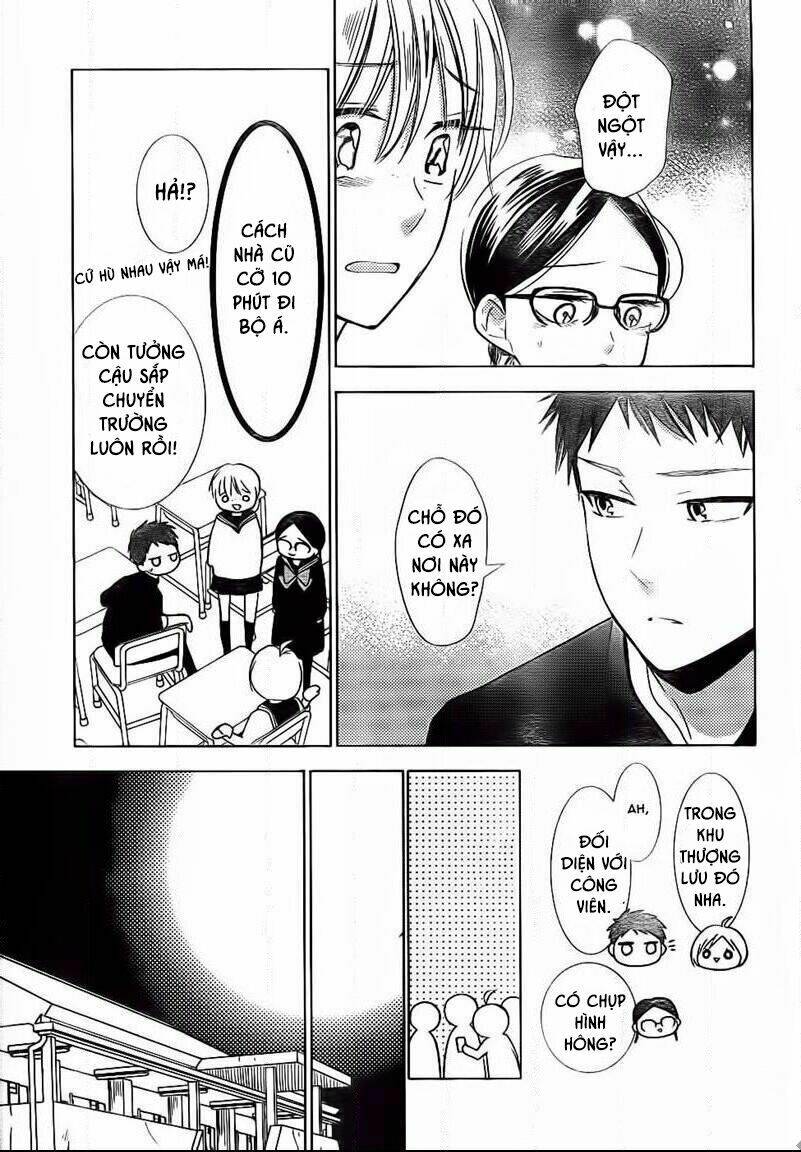 ĐỘT
NGỘT
VẬY...
CHỖ ĐÓ
CÓ XA
NƠI NÀY
KHÔNG?
CÁCH
NHÀ CŨ
CỠ 10
PHÚT ĐI
BỘ Á.
HẢ!?
CỨ HÙ NHAU VẬY MÁ!
CÒN TƯỞNG
CẬU SẮP
CHUYỂN
TRƯỜNG
LUÔN RỒI!
TRONG
KHU
THƯỢNG
LƯU ĐÓ
NHA.
AH,
ĐỐI
DIỆN VỚI
CÔNG
VIÊN.
CÓ CHỤP
HÌNH
HÔNG?